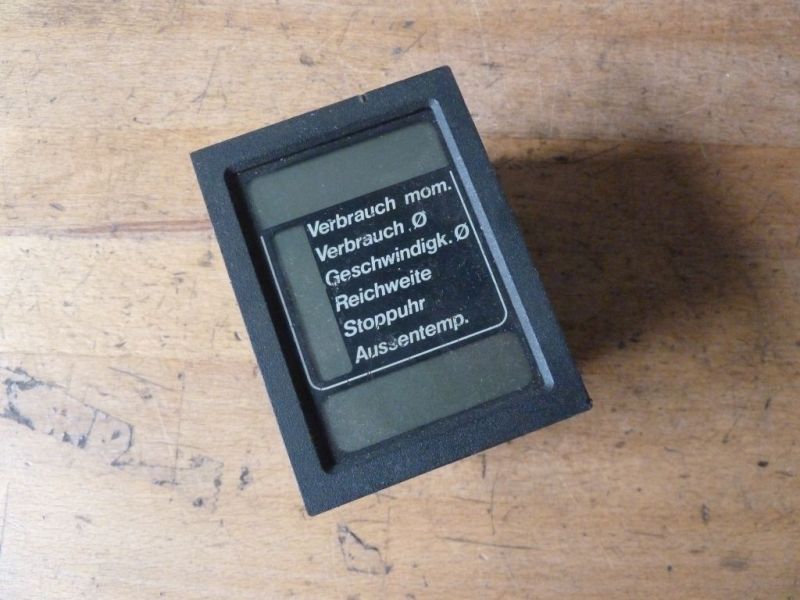 Verbrauch mom.
Verbrauch Ø
Geschwindigk. Ø
Reichweite
Stoppuhr
Aussentemp.